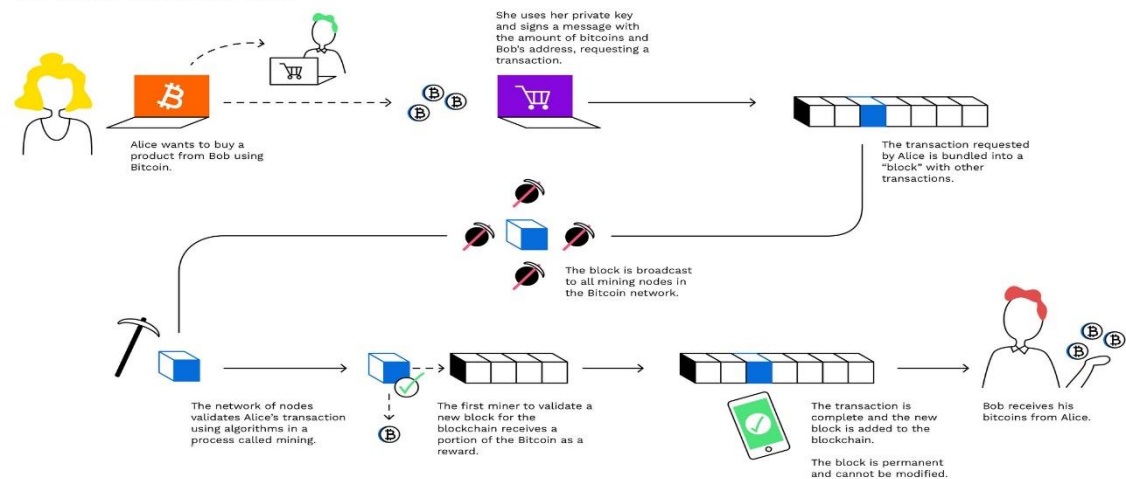 She uses her private key
and signs a message with
the amount of bitcoins and
Bob's address, requesting a
transaction.
Alice wants to buy a
product from Bob using
Bitcoin.
The transaction requested
by Alice is bundled into a
"block" with other
transactions.
The block is broadcast
to all mining nodes in
the Bitcoin network.
The network of nodes
validates Alice's transaction
using algorithms in a
process called mining.
The first miner to validate a
new block for the
blockchain receives a
portion of the Bitcoin as a
reward.
The transaction is
complete and the new
block is added to the
blockchain.
The block is permanent
and cannot be modified.
Bob receives his
bitcoins from Alice.